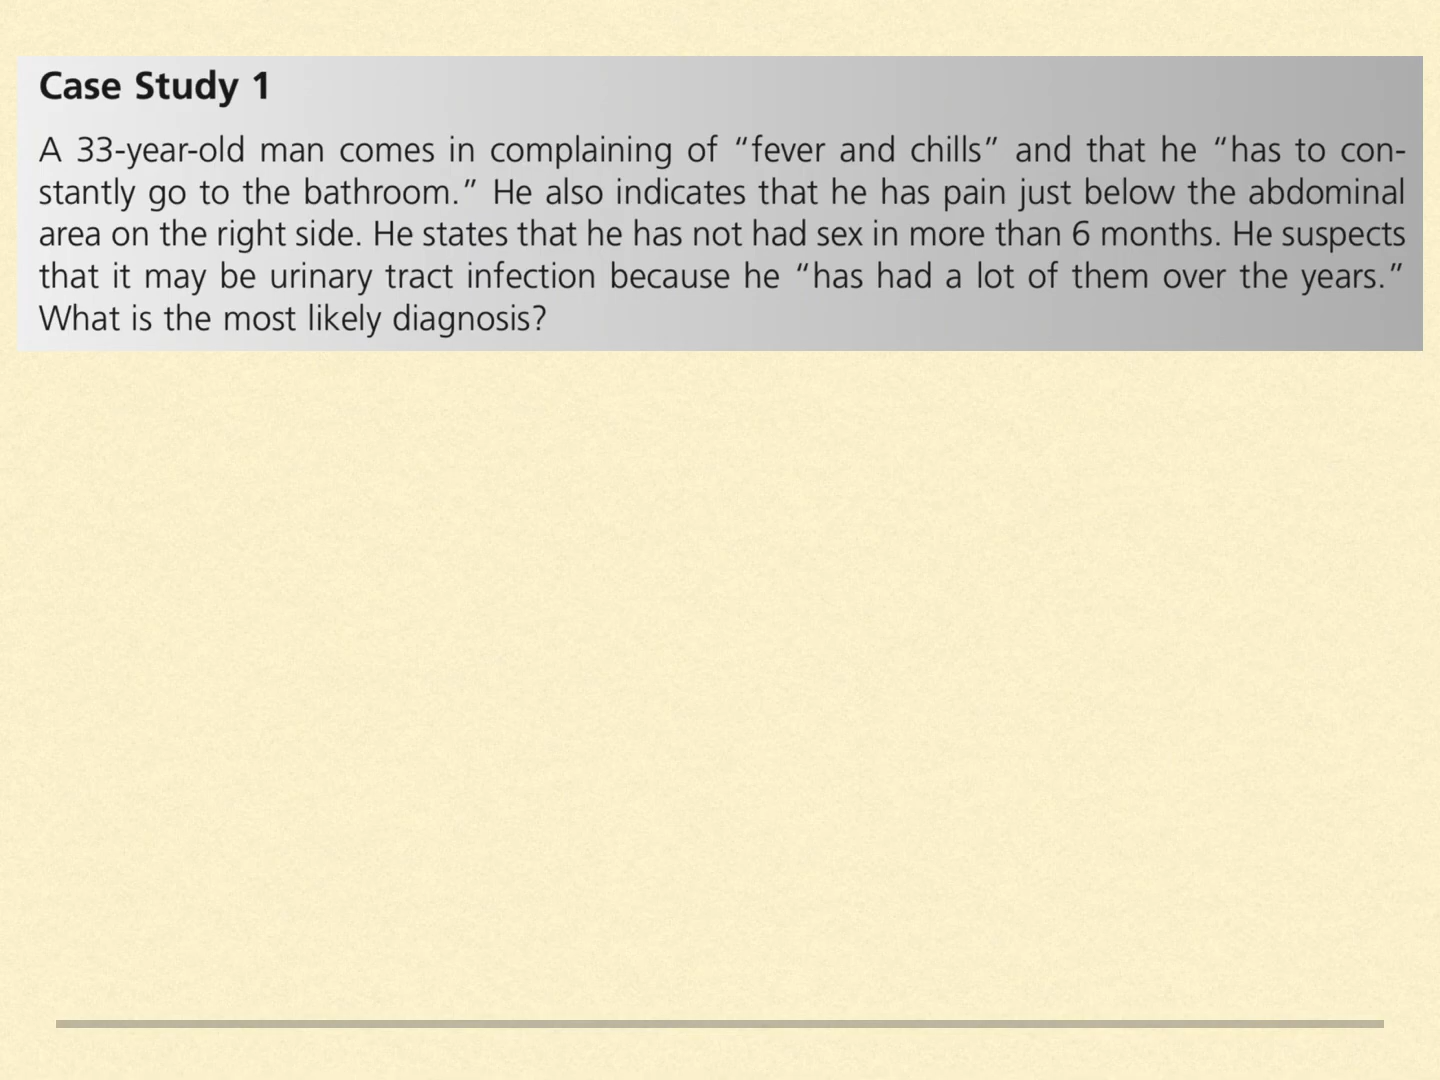 Case Study 1
A 33-year-old man comes in complaining of “fever and chills” and that he “has to con-
stantly go to the bathroom.” He also indicates that he has pain just below the abdominal
area on the right side. He states that he has not had sex in more than 6 months. He suspects
that it may be urinary tract infection because he “has had a lot of them over the years.”
What is the most likely diagnosis?